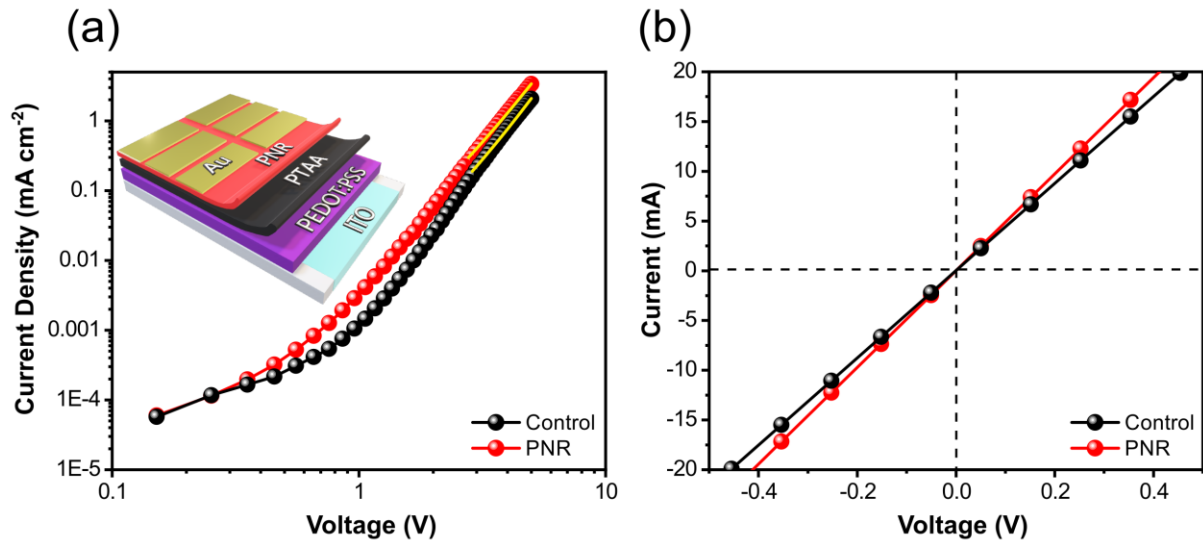 (a)
Current Density (mA cm⁻²)
1
0.1
0.01
0.001
1E-4
1E-5
0.1
1
10
Voltage (V)
Au
PNR
PTAA
PEDOT:PSS
ITO
Control
PNR
(b)
Current (mA)
20
15
10
5
0
-5
-10
-15
-20
-0.4
-0.2
0.0
0.2
0.4
Voltage (V)
Control
PNR